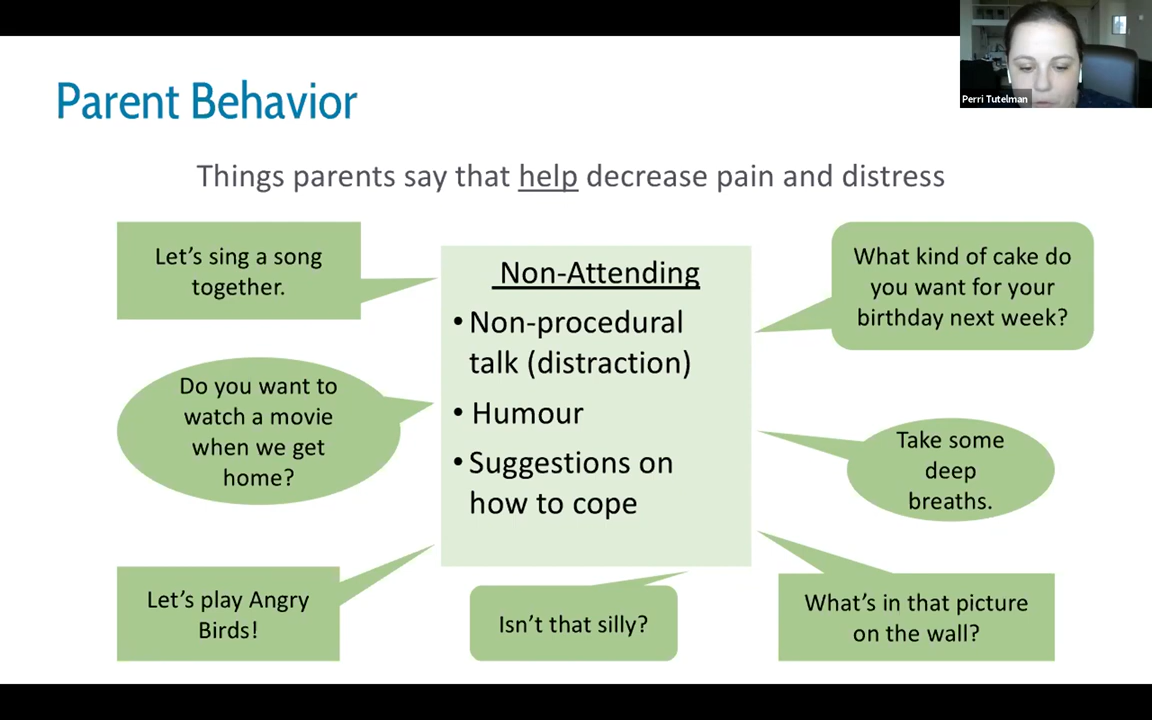 Perri Tutelman
Parent Behavior
Things parents say that help decrease pain and distress
Let's sing a song
together.
Do you want to
watch a movie
when we get
home?
Let's play Angry
Birds!
Non-Attending
• Non-procedural
talk (distraction)
• Humour
• Suggestions on
how to cope
Isn't that silly?
What kind of cake do
you want for your
birthday next week?
Take some
deep
breaths.
What's in that picture
on the wall?